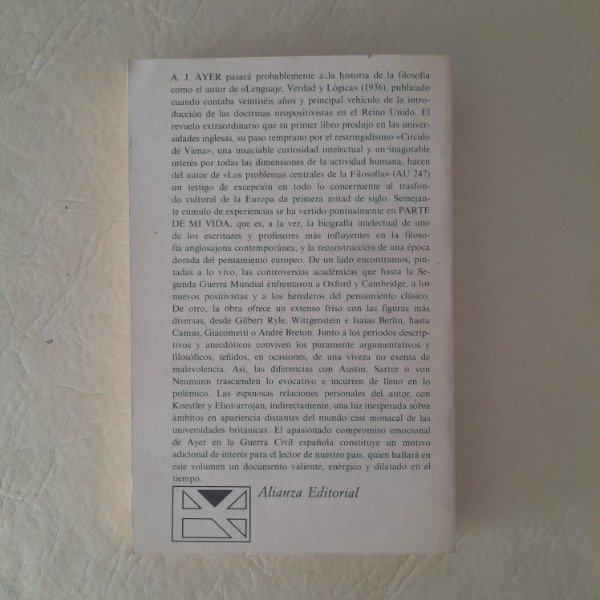 A. J. AYER pasará probablemente a la historia de la filosofía
como el autor de «Lenguaje, Verdad y Lógica» (1936), publicado
cuando contaba veintiséis años y principal vehículo de la intro-
ducción de las doctrinas neopositivistas en el Reino Unido. El
revuelo extraordinario que su primer libro produjo en las univer-
sidades inglesas, su paso temprano por el restringidísimo «Círculo
de Viena», una insaciable curiosidad intelectual y un inagotable
interés por todas las dimensiones de la actividad humana, hacen
del autor de «Los problemas centrales de la Filosofía» (AU 247)
un testigo de excepción en todo lo concerniente al trasfon-
do cultural de la Europa de primera mitad de siglo. Semejan-
te cúmulo de experiencias se ha vertido puntualmente en PARTE
DE MI VIDA, que es, a la vez, la biografía intelectual de uno
de los escritores y profesores más influyentes en la filoso-
fía anglosajona contemporánea, y la reconstrucción de una época
dorada del pensamiento europeo. De un lado encontramos, pin-
tadas a lo vivo, las controversias académicas que hasta la Se-
gunda Guerra Mundial enfrentaron a Oxford y Cambridge, a los
nuevos positivistas y a los herederos del pensamiento clásico.
De otro, la obra ofrece un extenso friso con las figuras más
diversas, desde Gilbert Ryle, Wittgenstein e Isaías Berlin, hasta
Camus, Giacometti o André Breton. Junto a los períodos descrip-
tivos y anecdóticos conviven los puramente argumentativos y
filosóficos, teñidos, en ocasiones, de una viveza no exenta de
malevolencia. Así, las diferencias con Austin, Sartre o von
Neumann trascienden lo evocativo e incurren de lleno en lo
polémico. Las espinosas relaciones personales del autor con
Koestler y Eliot arrojan, indirectamente, una luz inesperada sobre
ámbitos en apariencia distantes del mundo casi monacal de las
universidades británicas. El apasionado compromiso emocional
de Ayer en la Guerra Civil española constituye un motivo
adicional de interés para el lector de nuestro país, quien hallará en
este volumen un documento valiente, enérgico y dilatado en el
tiempo.
Alianza Editorial